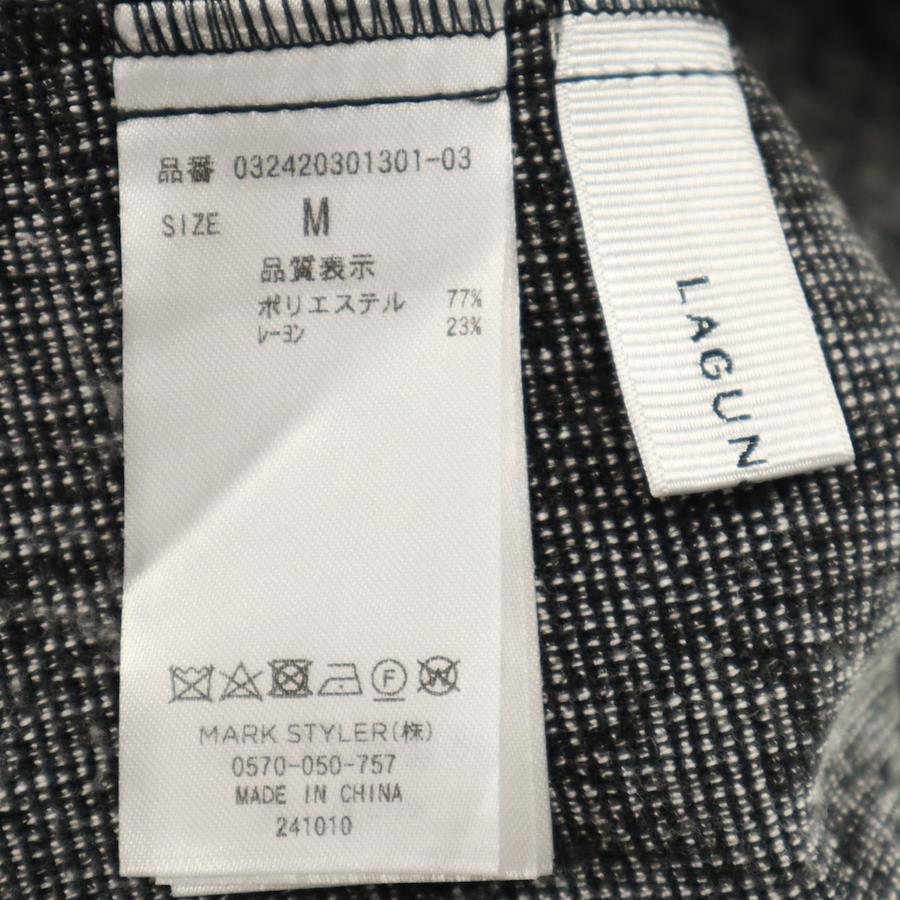 品番 032420301301-03
SIZE M
品質表示
ポリエステル 77%
レーヨン 23%
F
W
MARK STYLER(株)
0570-050-757
MADE IN CHINA
241010
LAGUN